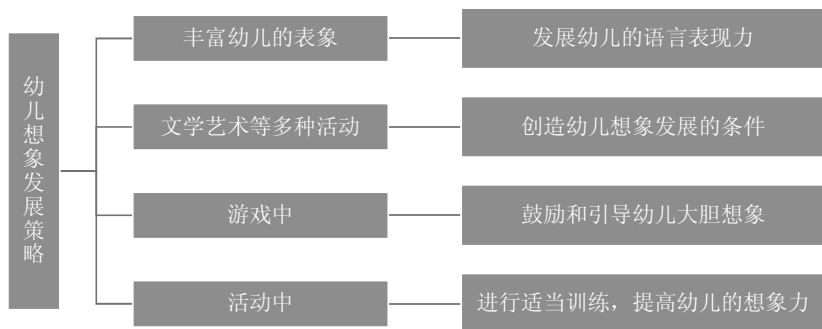 幼儿想象发展策略
丰富幼儿的表象
发展幼儿的语言表现力
文学艺术等多种活动
创造幼儿想象发展的条件
游戏中
鼓励和引导幼儿大胆想象
活动中
进行适当训练，提高幼儿的想象力